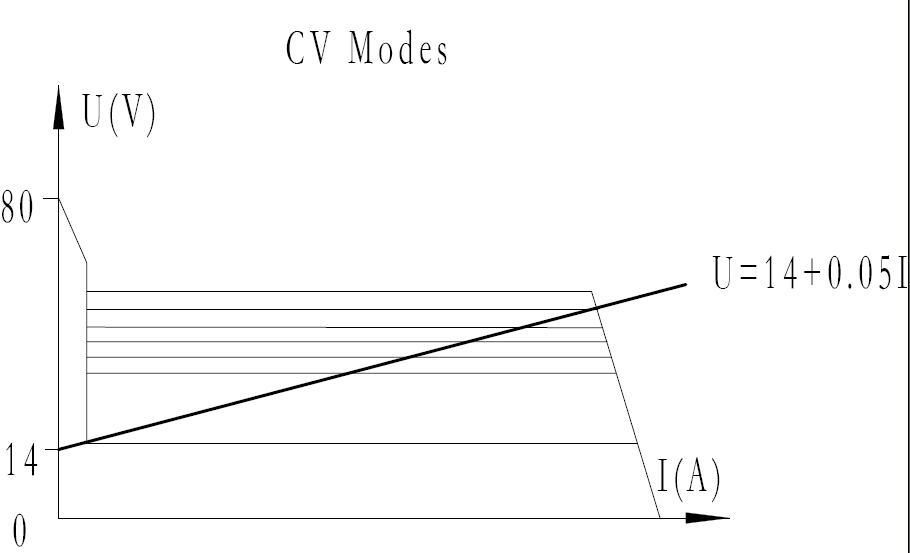 CV Modes
U(V)
80
U=14+0.05I
14
I(A)
0